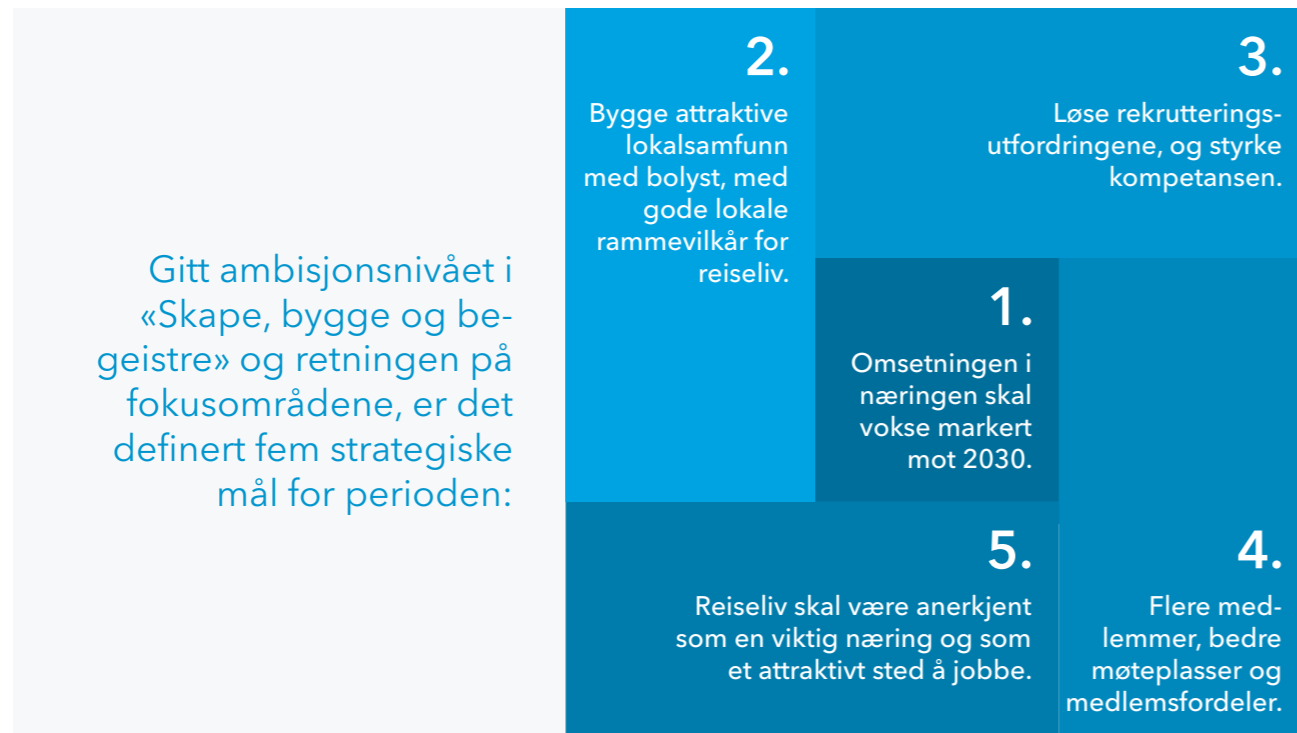 Gitt ambisjonsnivået i
«Skape, bygge og be-
geistre» og retningen på
fokusområdene, er det
definert fem strategiske
mål for perioden:
1.
Omsetningen i
næringen skal
vokse markert
mot 2030.
2.
Bygge attraktive
lokalsamfunn
med bolyst, med
gode lokale
rammevilkår for
reiseliv.
3.
Løse rekrutterings-
utfordringene, og styrke
kompetansen.
4.
Flere med-
lemmer, bedre
møteplasser og
medlemsfordeler.
5.
Reiseliv skal være anerkjent
som en viktig næring og som
et attraktivt sted å jobbe.